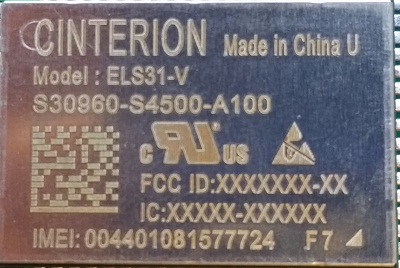 CINTERION Made in China U
Model : ELS31-V
S30960-S4500-A100
c RU US
FCC ID:XXXXXXX-XX
IC:XXXXX-XXXXXX
IMEI: 004401081577724 F7